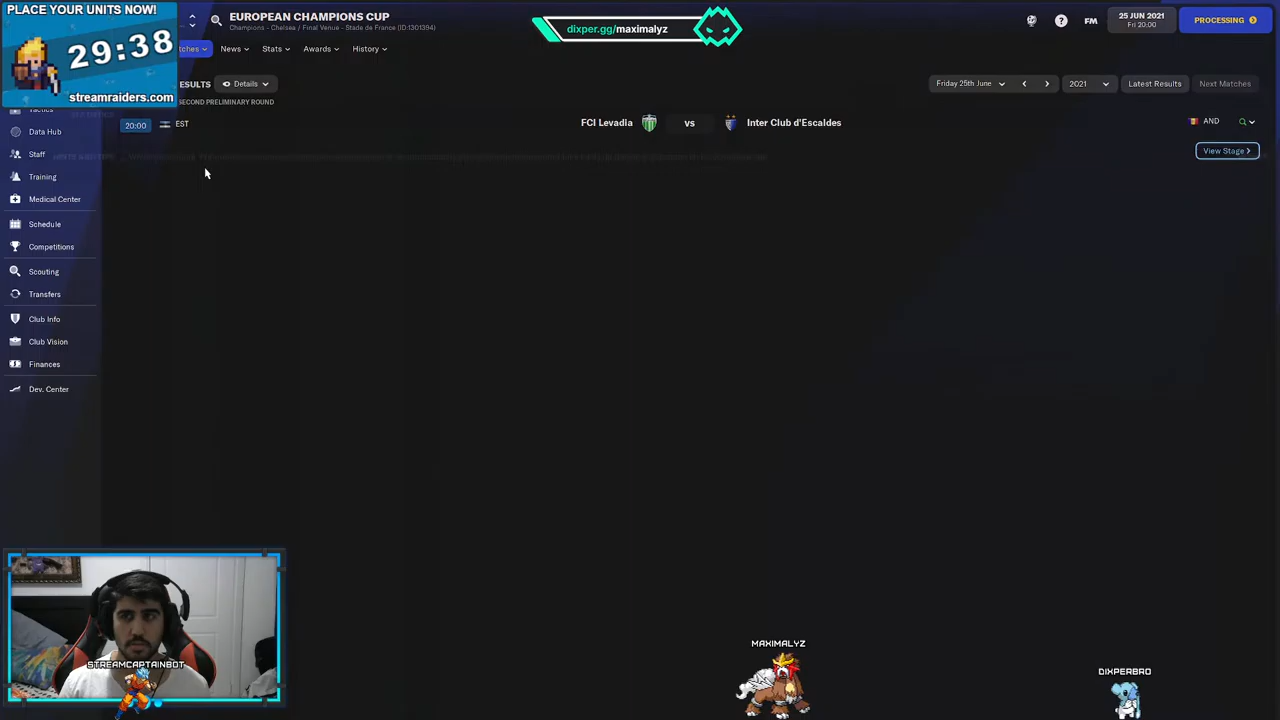 PLACE YOUR UNITS NOW!
29:38
streamraiders.com
EUROPEAN CHAMPIONS CUP
Champions - Chelsea / Final Venue - Stade de France (ID:1301394)
dixper.gg/maximalyz
FM
25 JUN 2021
Fri 20:00
PROCESSING
News
Stats
Awards
History
Details
Friday 25th June
2021
Latest Results
Next Matches
SECOND PRELIMINARY ROUND
20:00
EST
FCI Levadia
vs
Inter Club d'Escaldes
AND
View Stage
Data Hub
Staff
Training
Medical Center
Schedule
Competitions
Scouting
Transfers
Club Info
Club Vision
Finances
Dev. Center
STREAMCAPTAINBOT
MAXIMALYZ
DIXPERBRO